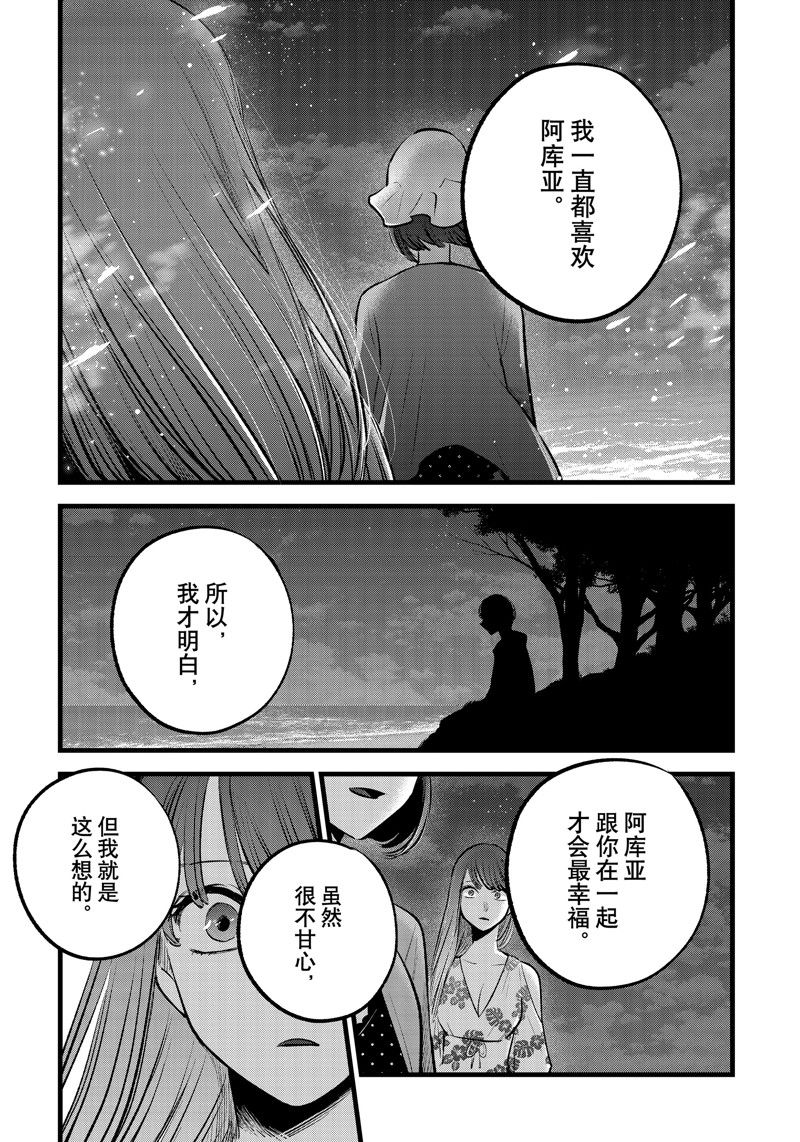 我一直都喜欢
阿库亚。
所以，
我才明白，
阿库亚
跟你在一起
才会最幸福。
虽然
很不甘心，
但我就是
这么想的。